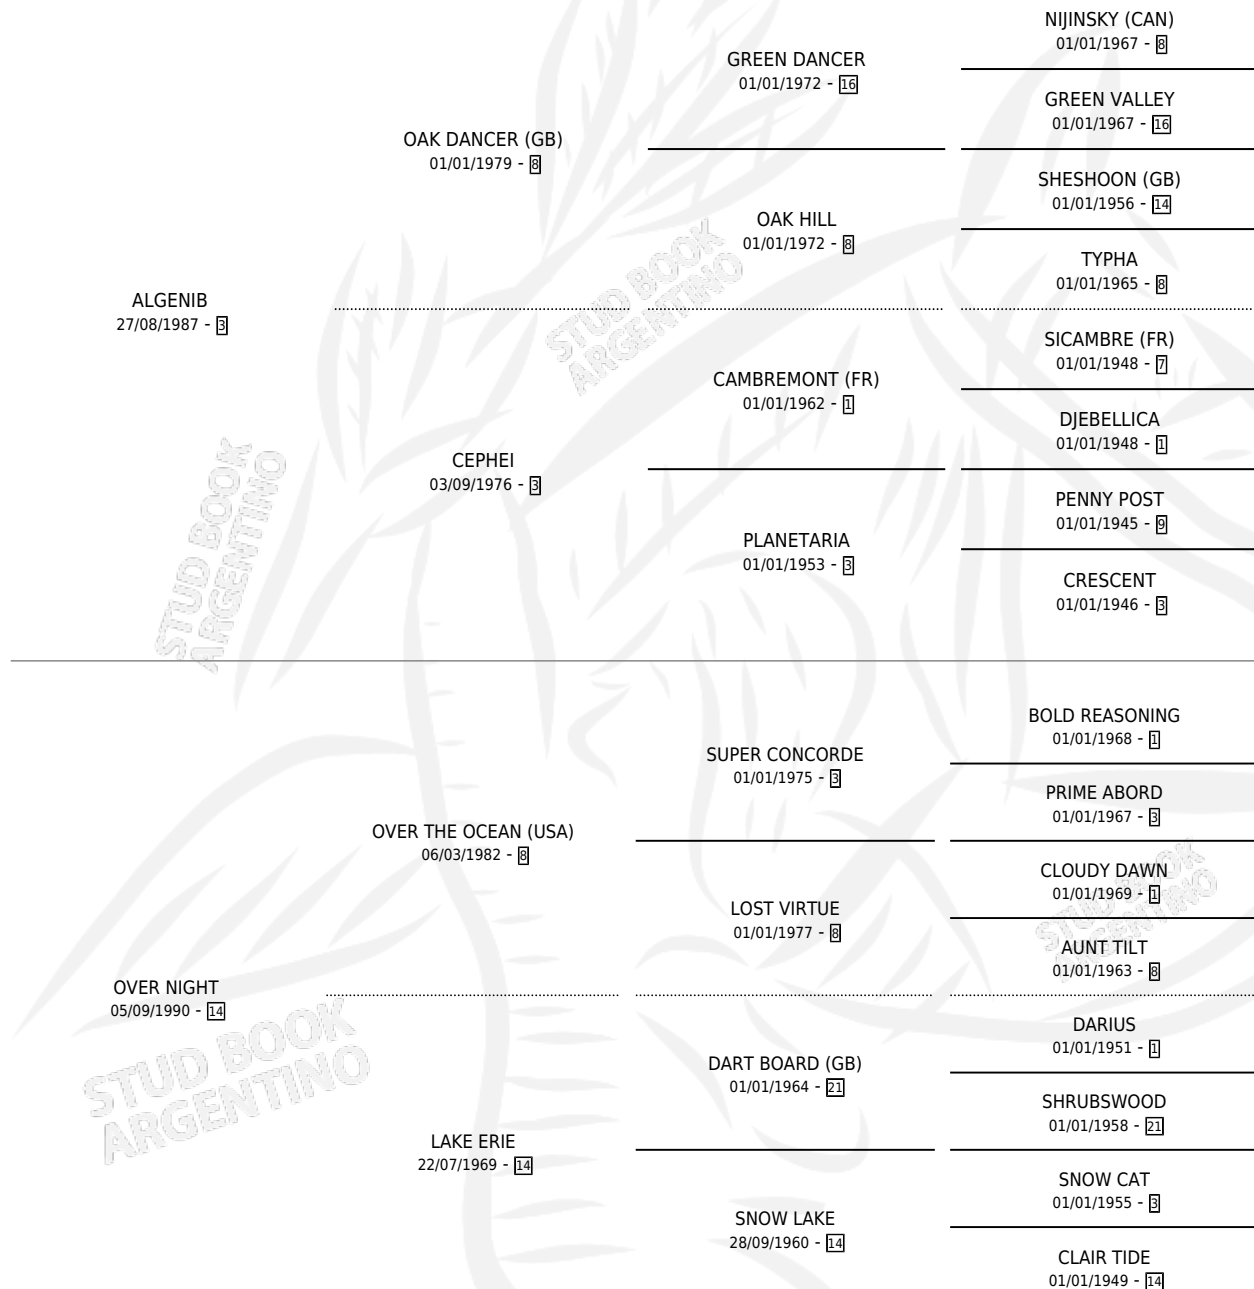 NIJINSKY (CAN)
01/01/1967 - 8
GREEN DANCER
01/01/1972 - 16
GREEN VALLEY
01/01/1967 - 16
OAK DANCER (GB)
01/01/1979 - 8
SHESHOON (GB)
01/01/1956 - 14
OAK HILL
01/01/1972 - 8
TYPHA
01/01/1965 - 8
ALGENIB
27/08/1987 - 3
SICAMBRE (FR)
01/01/1948 - 7
CAMBREMONT (FR)
01/01/1962 - 1
DJEBELLICA
01/01/1948 - 1
CEPHEI
03/09/1976 - 3
PENNY POST
01/01/1945 - 9
PLANETARIA
01/01/1953 - 3
CRESCENT
01/01/1946 - 3
BOLD REASONING
01/01/1968 - 1
SUPER CONCORDE
01/01/1975 - 3
PRIME ABORD
01/01/1967 - 3
OVER THE OCEAN (USA)
06/03/1982 - 8
CLOUDY DAWN
01/01/1969 - 1
LOST VIRTUE
01/01/1977 - 8
AUNT TILT
01/01/1963 - 8
OVER NIGHT
05/09/1990 - 14
DARIUS
01/01/1951 - 1
DART BOARD (GB)
01/01/1964 - 21
SHRUBSWOOD
01/01/1958 - 21
LAKE ERIE
22/07/1969 - 14
SNOW CAT
01/01/1955 - 3
SNOW LAKE
28/09/1960 - 14
CLAIR TIDE
01/01/1949 - 14
STUD BOOK
ARGENTINO
STUD BOOK
ARGENTINO
STUD BOOK
ARGENTINO
STUD BOOK
ARGENTINO